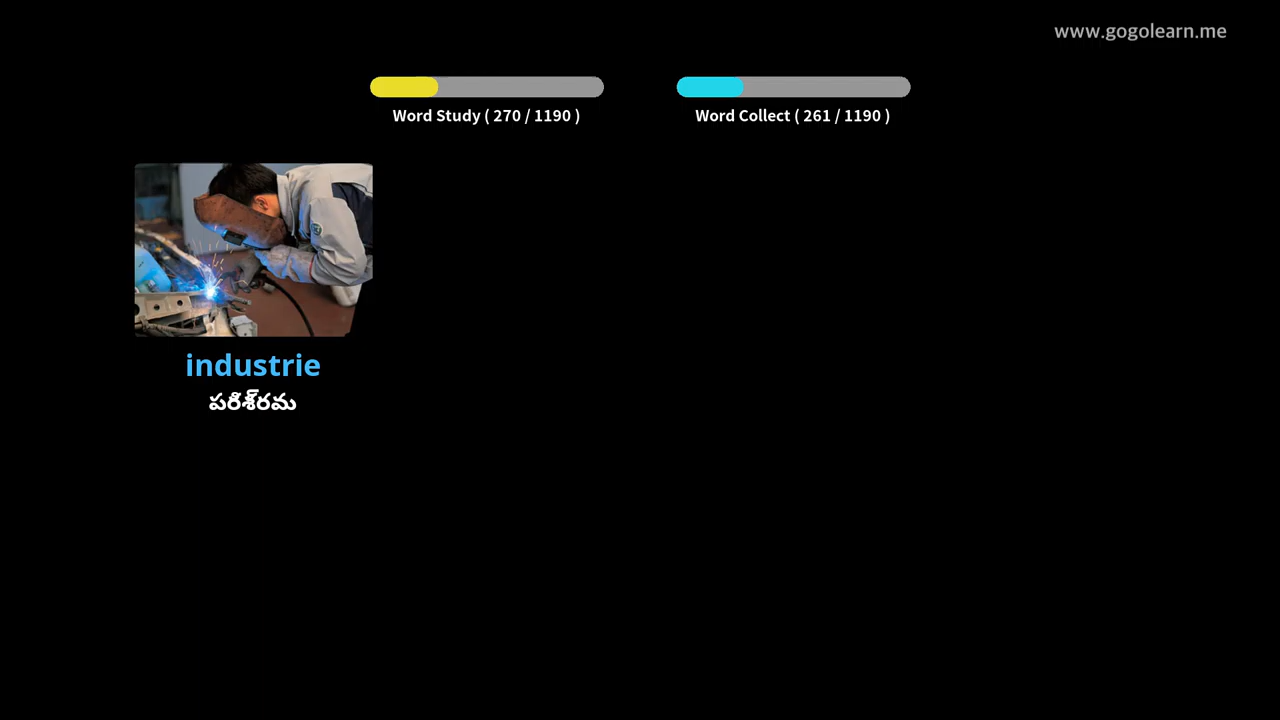 www.gogolearn.me
Word Study ( 270 / 1190 )
Word Collect ( 261 / 1190 )
industrie
పరిశ్రమ